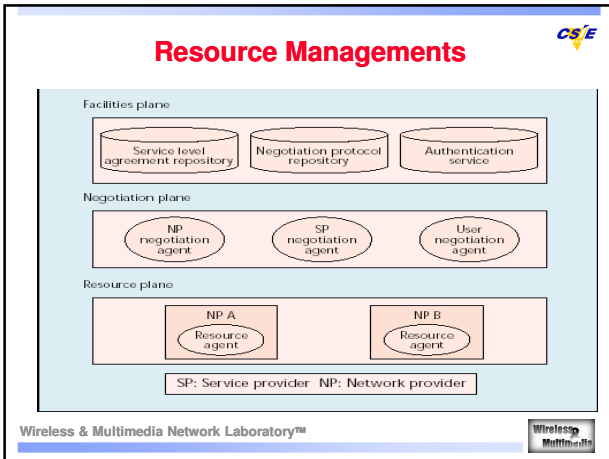 CS/E
Resource Managements
Facilities plane
Service level
agreement repository
Negotiation protocol
repository
Authentication
service
Negotiation plane
NP
negotiation
agent
SP
negotiation
agent
User
negotiation
agent
Resource plane
NP A
Resource
agent
NP B
Resource
agent
SP: Service provider NP: Network provider
Wireless & Multimedia Network Laboratory™
Wireless
Multimedia